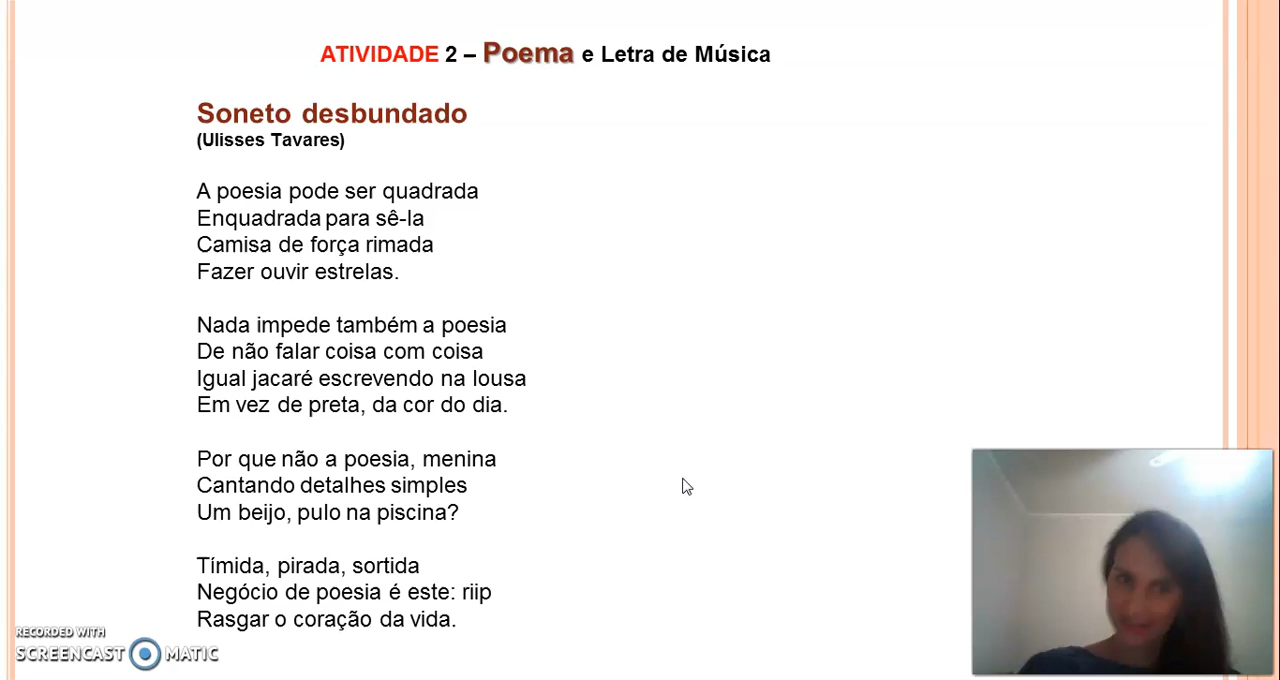 ATIVIDADE 2 – Poema e Letra de Música
Soneto desbundado
(Ulisses Tavares)
A poesia pode ser quadrada
Enquadrada para sê-la
Camisa de força rimada
Fazer ouvir estrelas.
Nada impede também a poesia
De não falar coisa com coisa
Igual jacaré escrevendo na lousa
Em vez de preta, da cor do dia.
Por que não a poesia, menina
Cantando detalhes simples
Um beijo, pulo na piscina?
Tímida, pirada, sortida
Negócio de poesia é este: riip
Rasgar o coração da vida.
RECORDED WITH
SCREENCAST MATIC